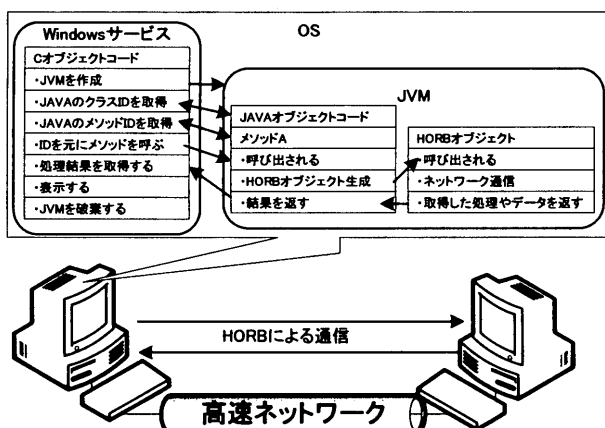 OS
Windowsサービス
Cオブジェクトコード
・JVMを作成
・JAVAのクラスIDを取得
・JAVAのメソッドIDを取得
・IDを元にメソッドを呼ぶ
・処理結果を取得する
・表示する
・JVMを破棄する
JVM
JAVAオブジェクトコード
メソッドA
・呼び出される
・HORBオブジェクト生成
・結果を返す
HORBオブジェクト
・呼び出される
・ネットワーク通信
・取得した処理やデータを返す
HORBによる通信
高速ネットワーク